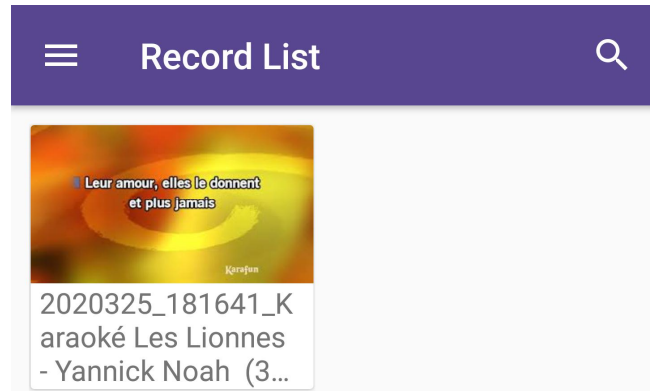 Record List
Leur amour, elles le donnent
et plus jamais
Karafun
2020325_181641_K
araoké Les Lionnes
- Yannick Noah (3...